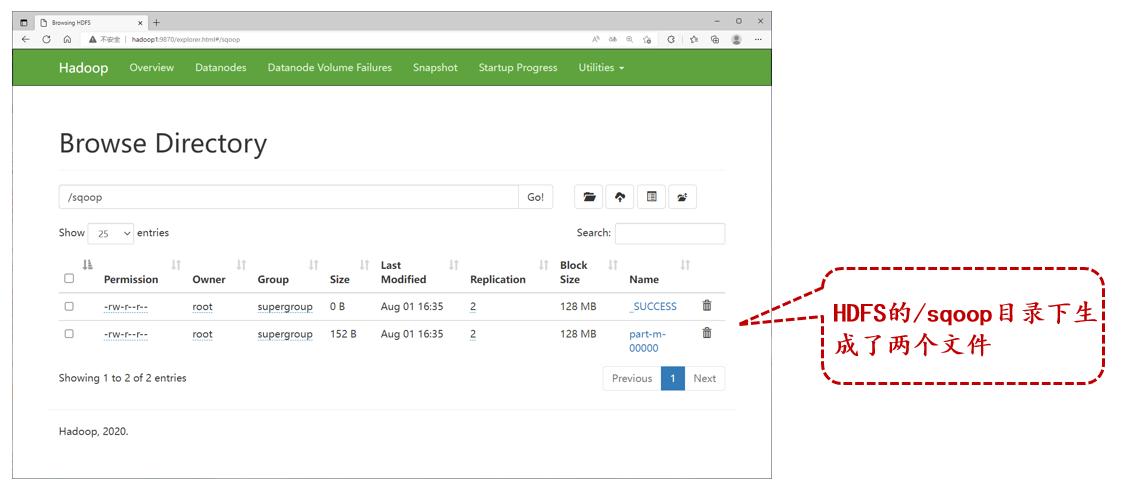 Browsing HDFS
不安全 | hadoop1:9870/explorer.html#/sqoop
Hadoop Overview Datanodes Datanode Volume Failures Snapshot Startup Progress Utilities
Browse Directory
/sqoop Go!
Show 25 entries Search:
Permission Owner Group Size Last Modified Replication Block Size Name
-rw-r--r-- root supergroup 0 B Aug 01 16:35 2 128 MB _SUCCESS
-rw-r--r-- root supergroup 152 B Aug 01 16:35 2 128 MB part-m-
00000
HDFS的/sqoop目录下生
成了两个文件
Showing 1 to 2 of 2 entries Previous 1 Next
Hadoop, 2020.